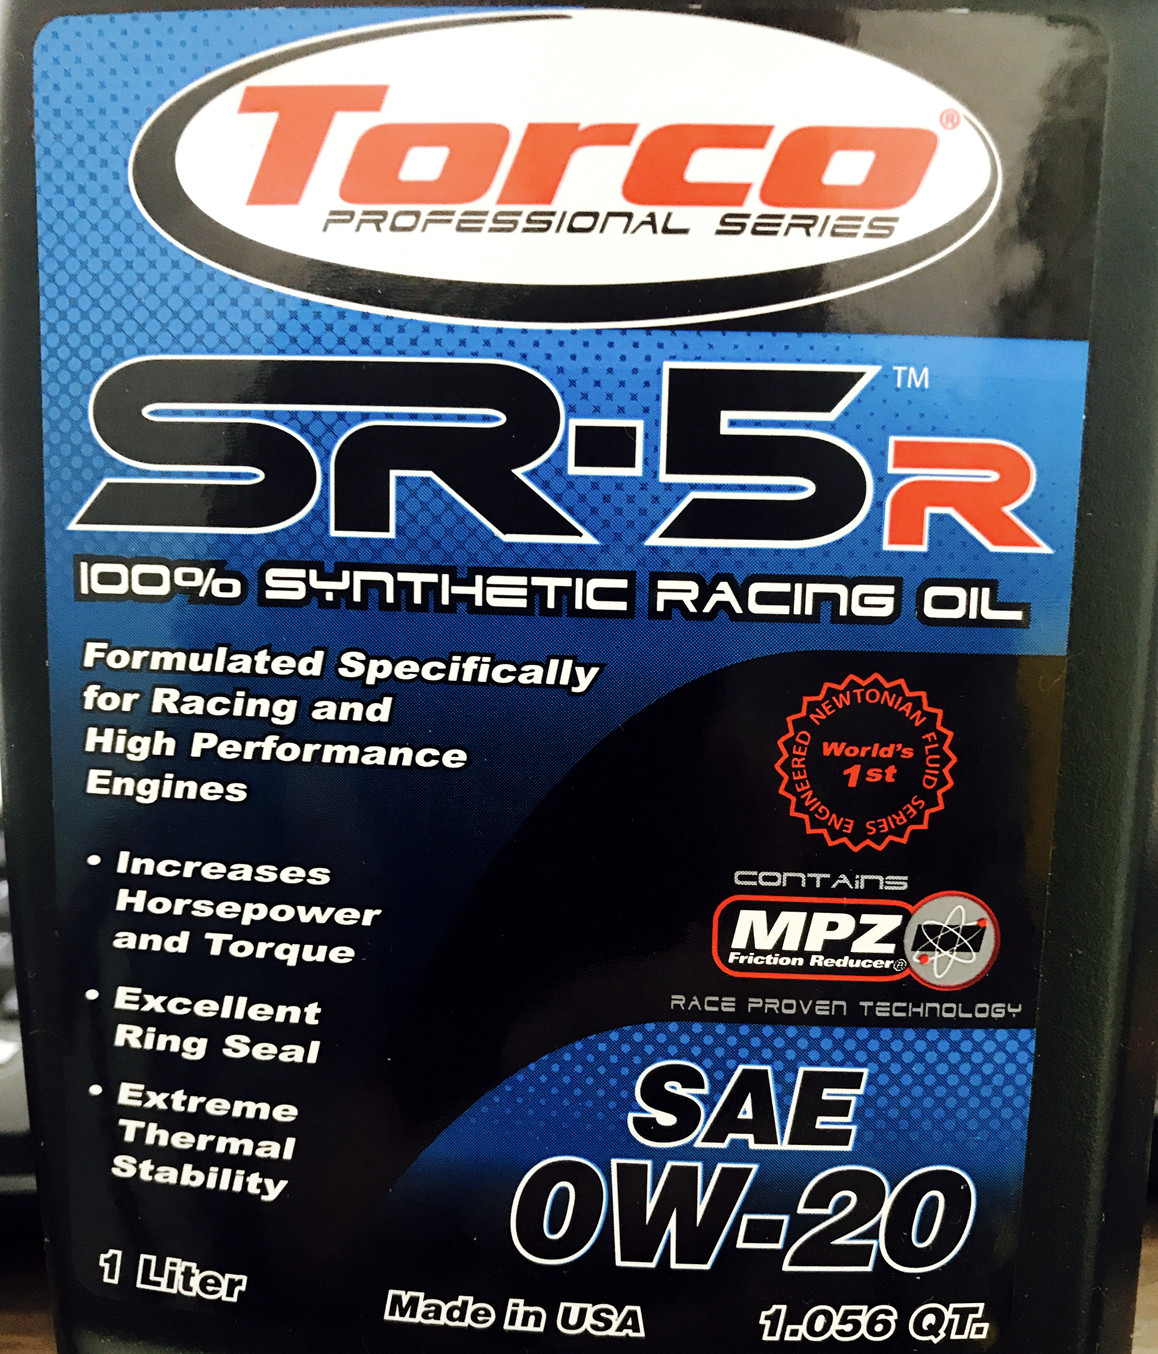 Torco®
PROFESSIONAL SERIES
SR-5R™
100% SYNTHETIC RACING OIL
Formulated Specifically
for Racing and
High Performance
Engines
• Increases
Horsepower
and Torque
• Excellent
Ring Seal
• Extreme
Thermal
Stability
ENGINEERED NEWTONIAN FLUID SERIES
World's
1st
CONTAiNS
MPZ
Friction Reducer®
RACE PROVEN TECHNOLOGY
SAE
0W-20
1 Liter
Made in USA
1.056 QT.